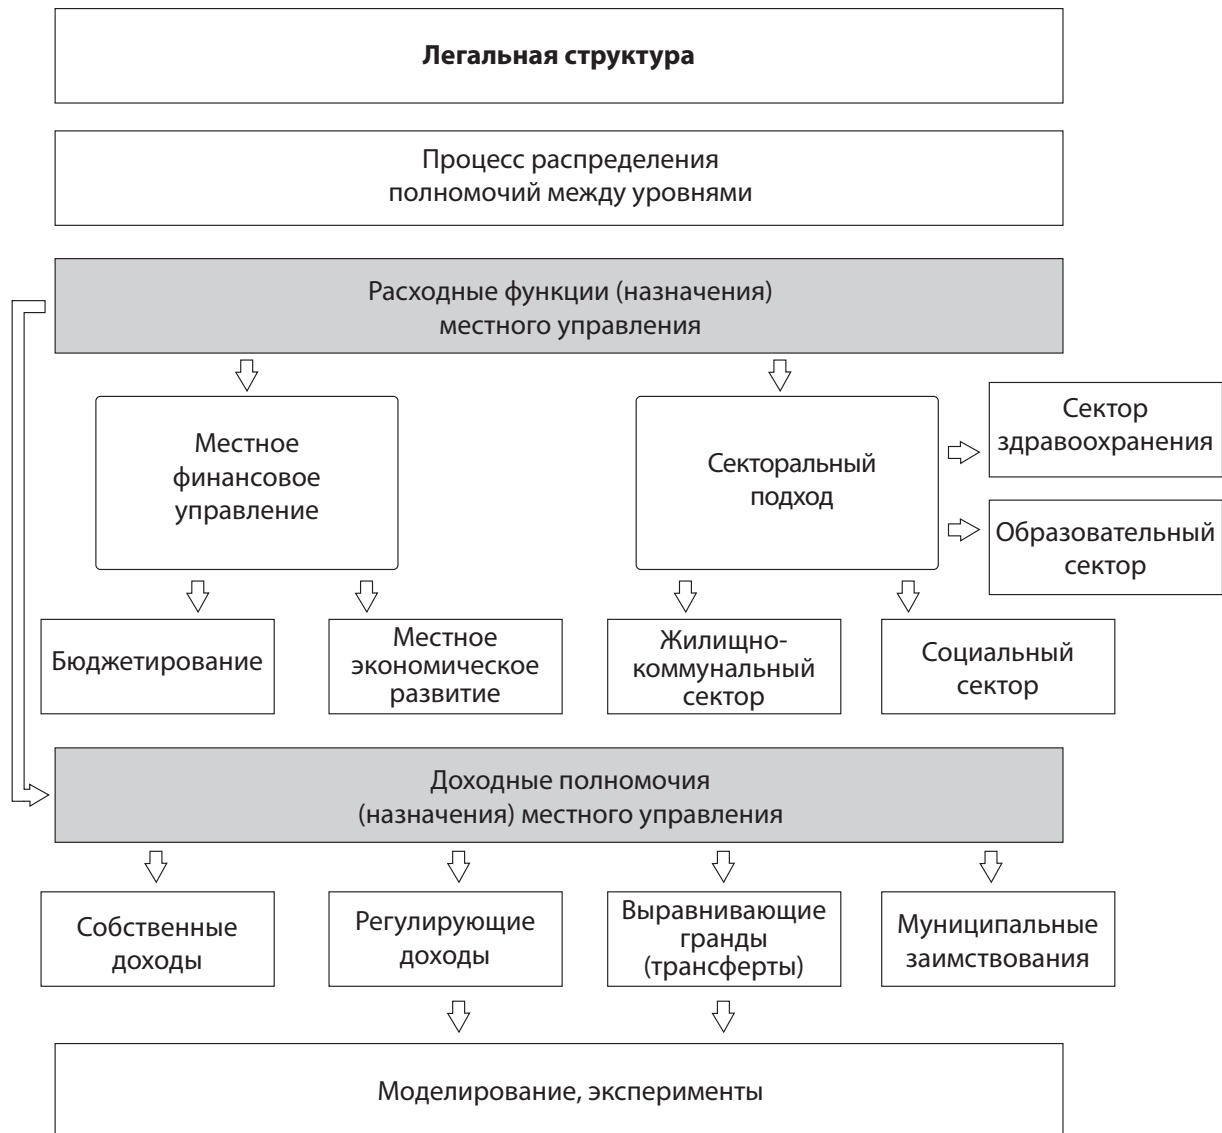 Легальная структура
Процесс распределения
полномочий между уровнями
Расходные функции (назначения)
местного управления
Местное
финансовое
управление
Секторальный
подход
Сектор
здравоохранения
Образовательный
сектор
Бюджетирование
Местное
экономическое
развитие
Жилищно-
коммунальный
сектор
Социальный
сектор
Доходные полномочия
(назначения) местного управления
Собственные
доходы
Регулирующие
доходы
Выравнивающие
гранды
(трансферты)
Муниципальные
заимствования
Моделирование, эксперименты